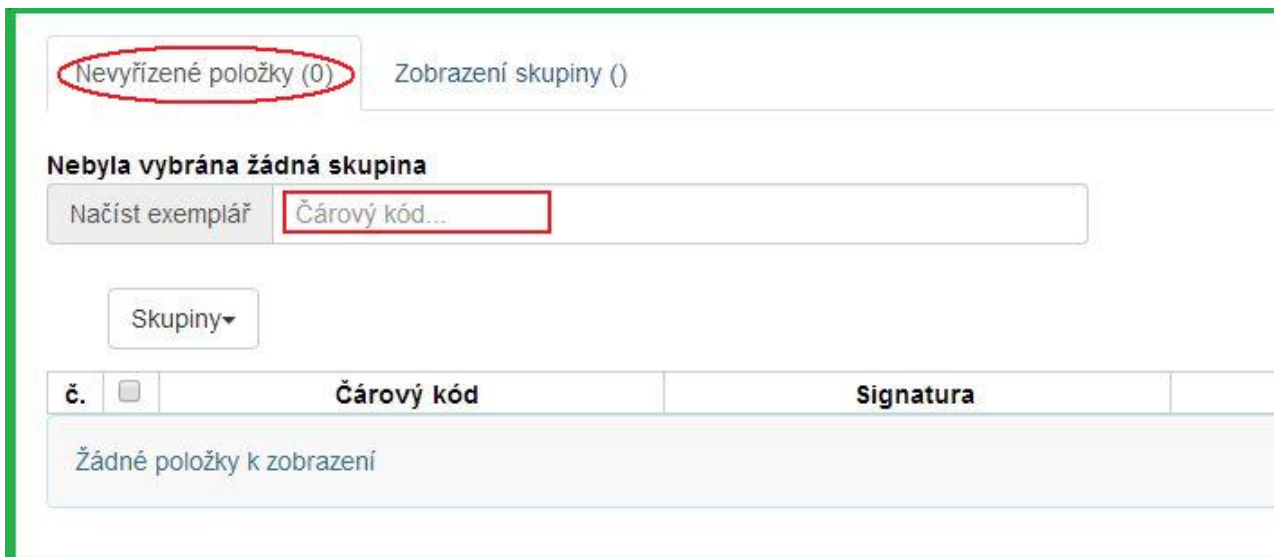 Nevyřízené položky (0) Zobrazení skupiny ()
Nebyla vybrána žádná skupina
Načíst exemplář Čárový kód...
Skupiny
č. Čárový kód Signatura
Žádné položky k zobrazení